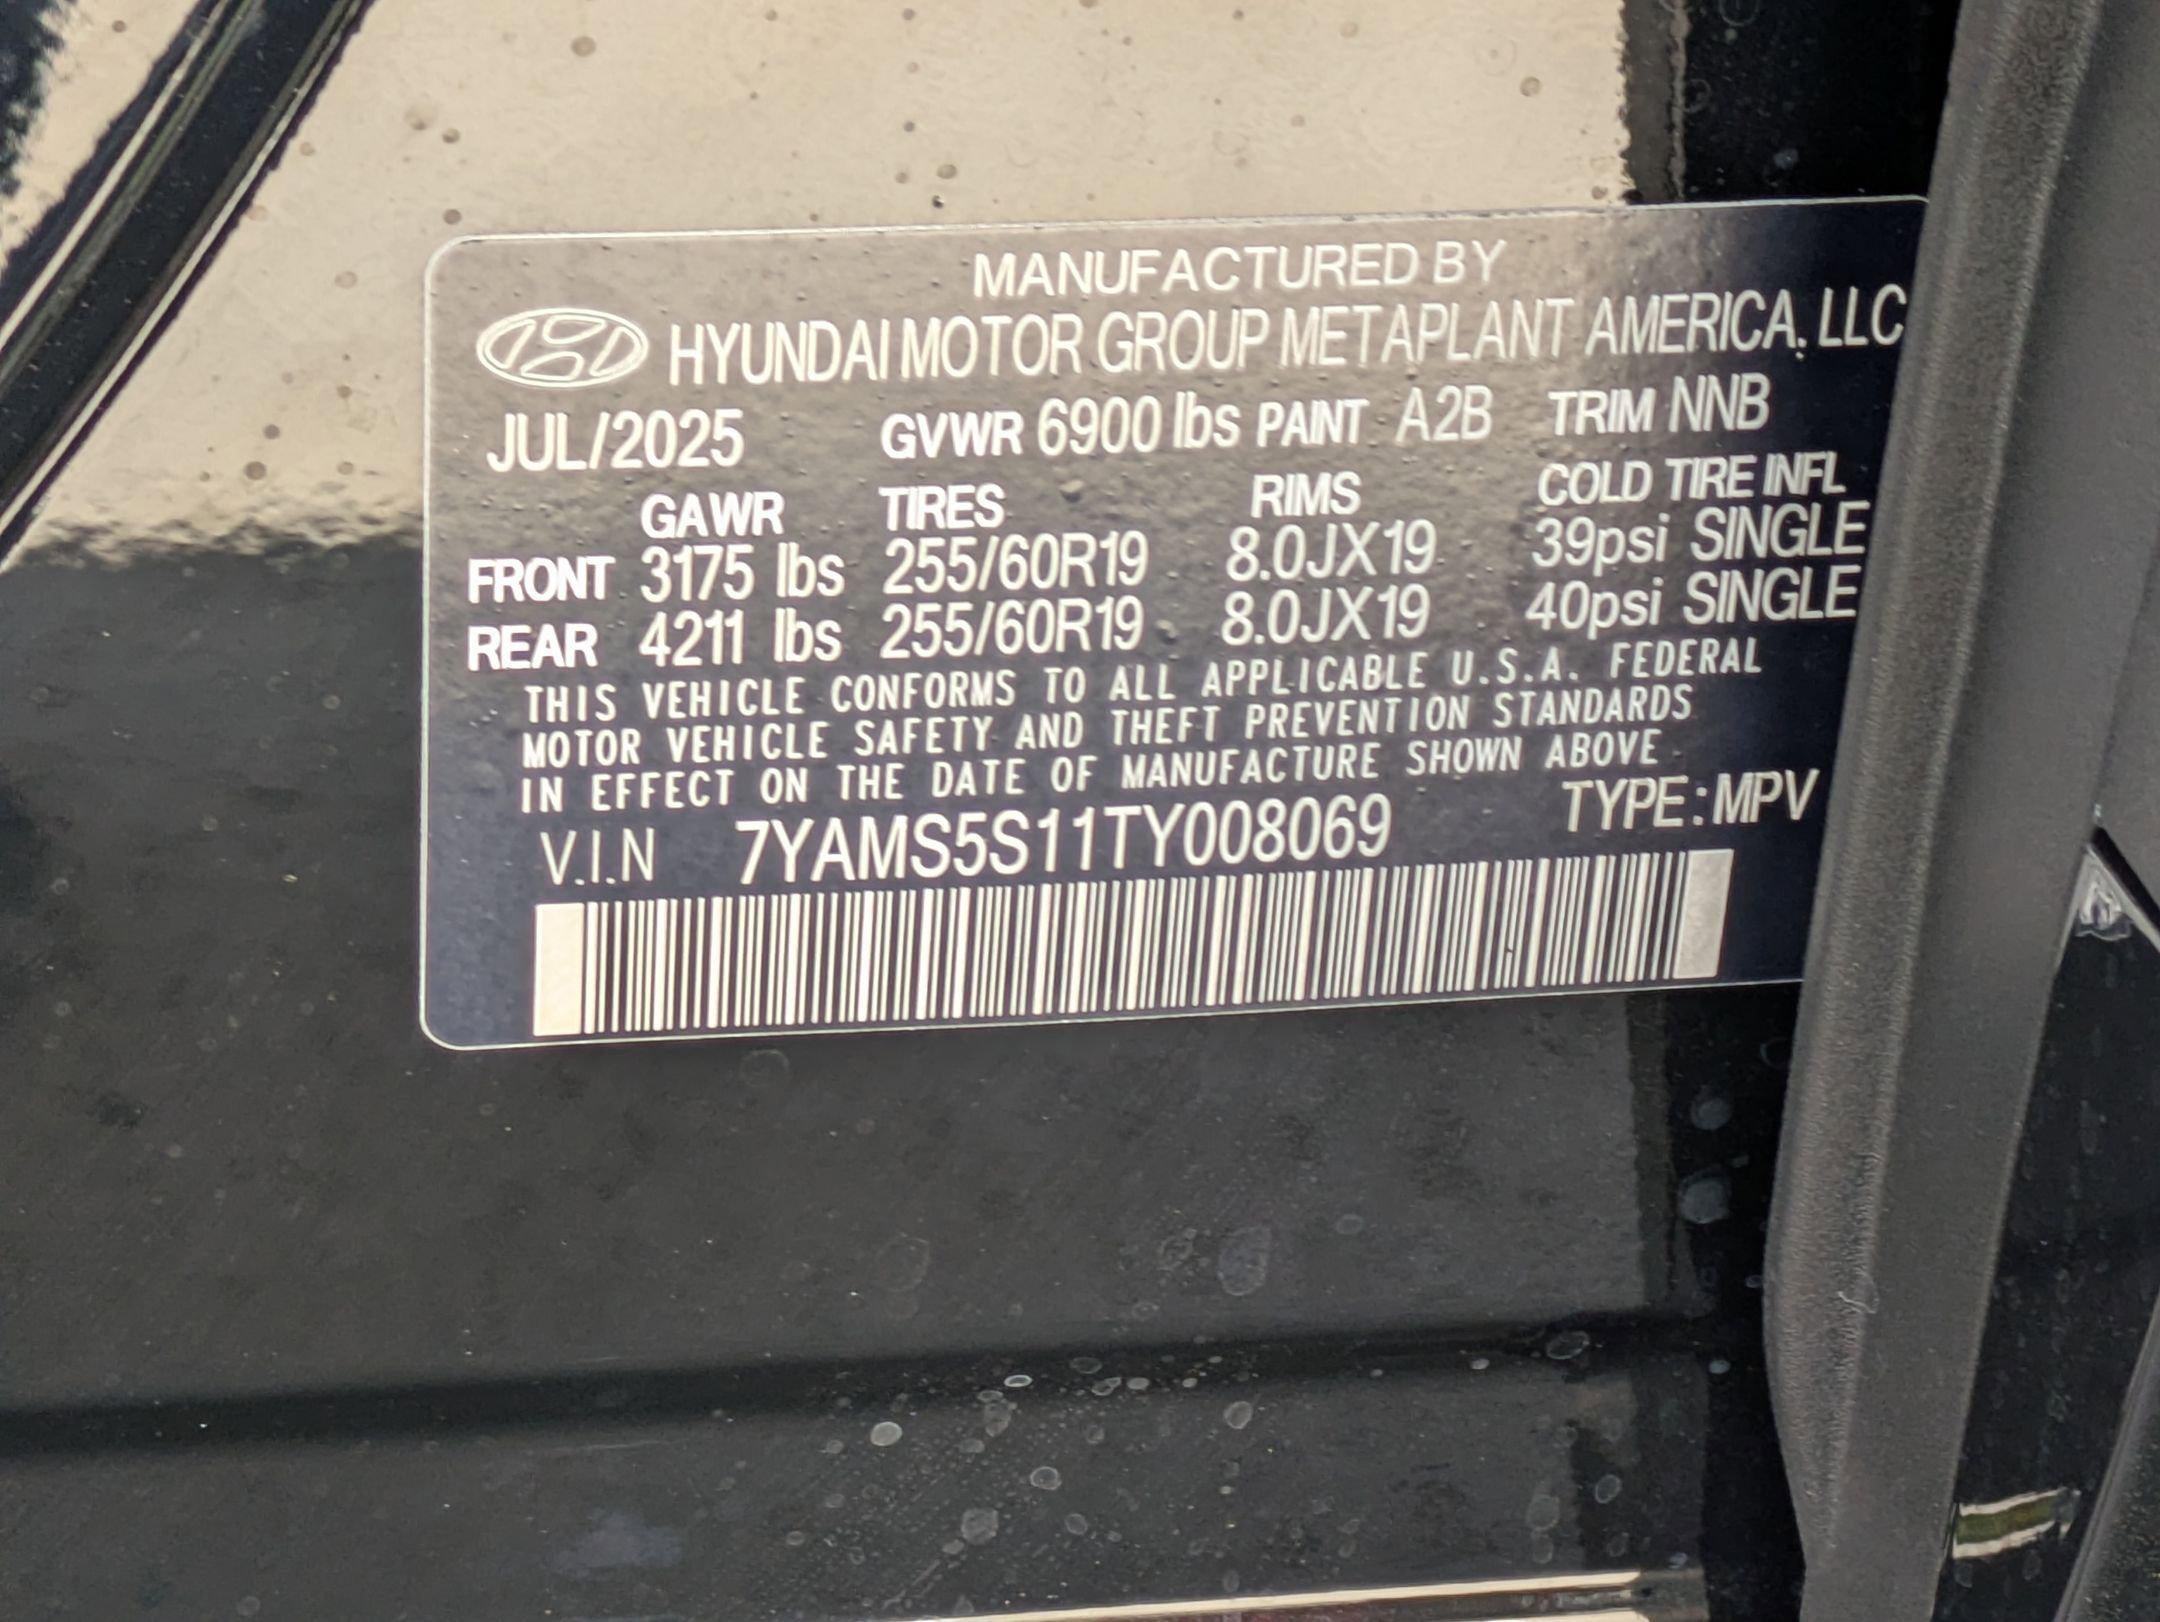 MANUFACTURED BY
HYUNDAI MOTOR GROUP METAPLANT AMERICA, LLC
JUL/2025 GVWR 6900 lbs PAINT A2B TRIM NNB
GAWR TIRES RIMS COLD TIRE INFL
FRONT 3175 lbs 255/60R19 8.0JX19 39psi SINGLE
REAR 4211 lbs 255/60R19 8.0JX19 40psi SINGLE
THIS VEHICLE CONFORMS TO ALL APPLICABLE U.S.A. FEDERAL
MOTOR VEHICLE SAFETY AND THEFT PREVENTION STANDARDS
IN EFFECT ON THE DATE OF MANUFACTURE SHOWN ABOVE
V.I.N 7YAMS5S11TY008069 TYPE:MPV